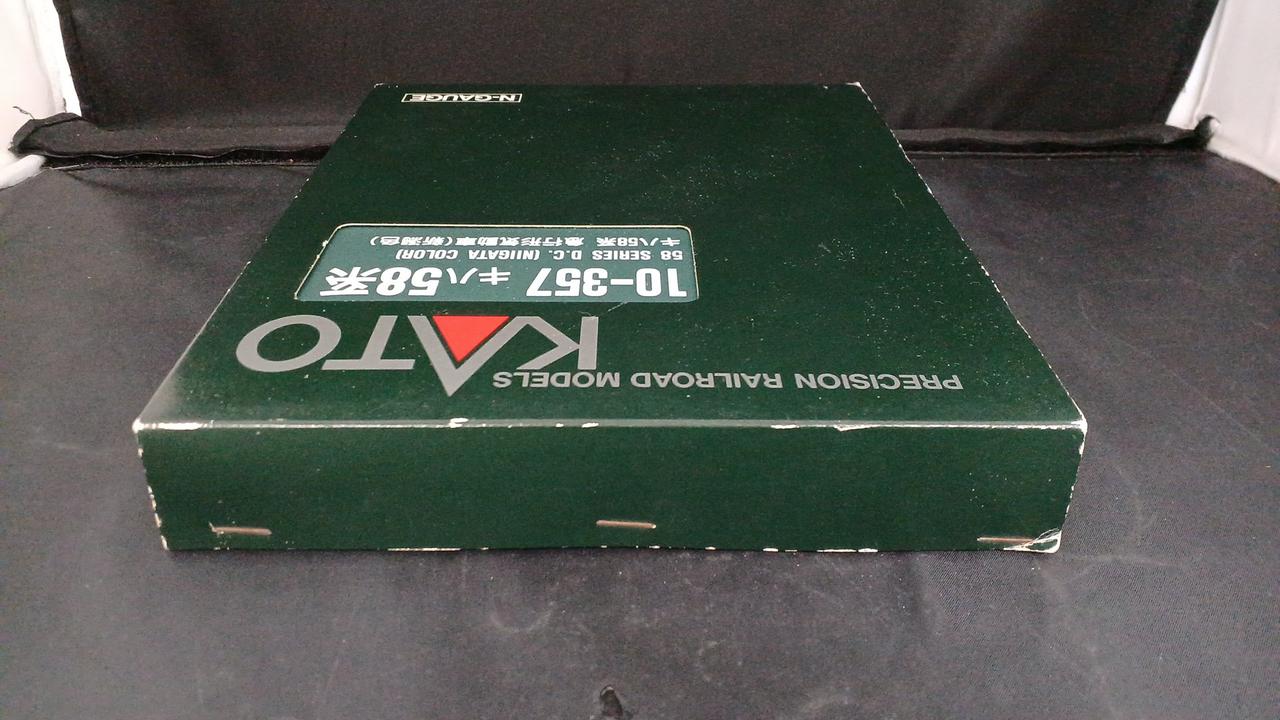 PRECISION RAILROAD MODELS
KATO
10-357 キハ58系
58 SERIES D.C. (NIIGATA COLOR)
キハ58系 急行形気動車(新潟色)
N-GAUGE